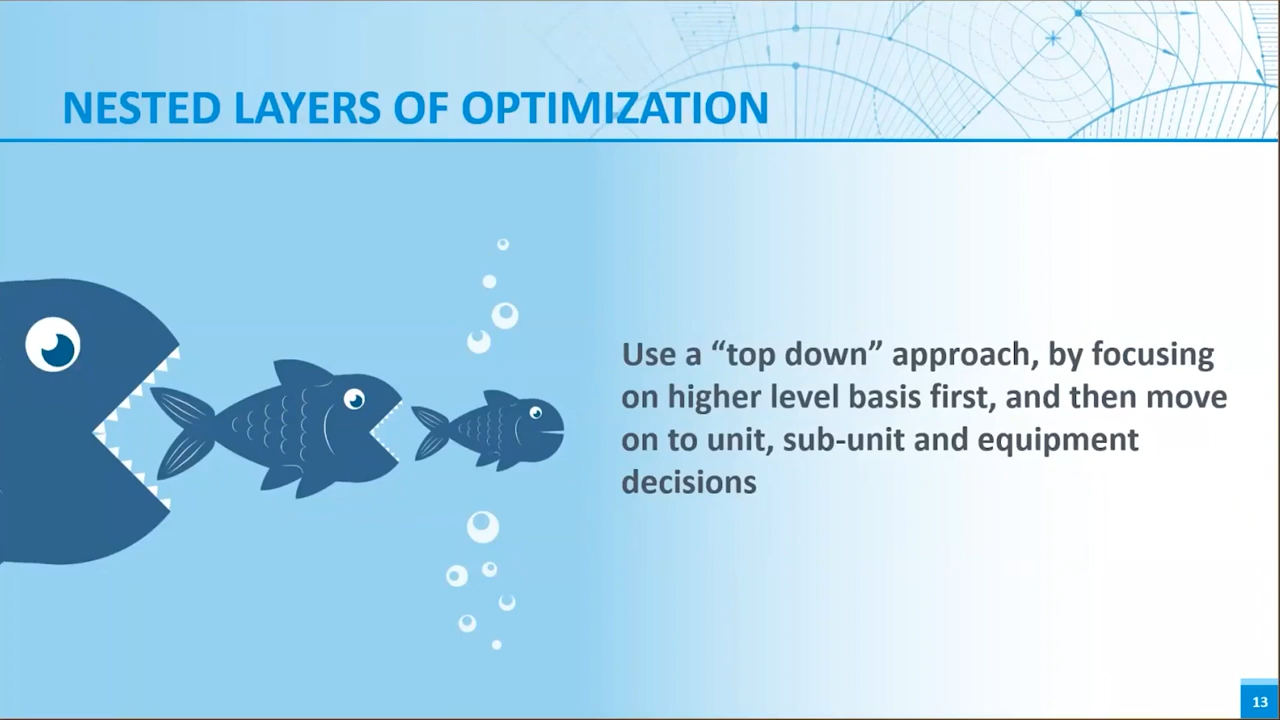 NESTED LAYERS OF OPTIMIZATION
Use a “top down” approach, by focusing
on higher level basis first, and then move
on to unit, sub-unit and equipment
decisions
13